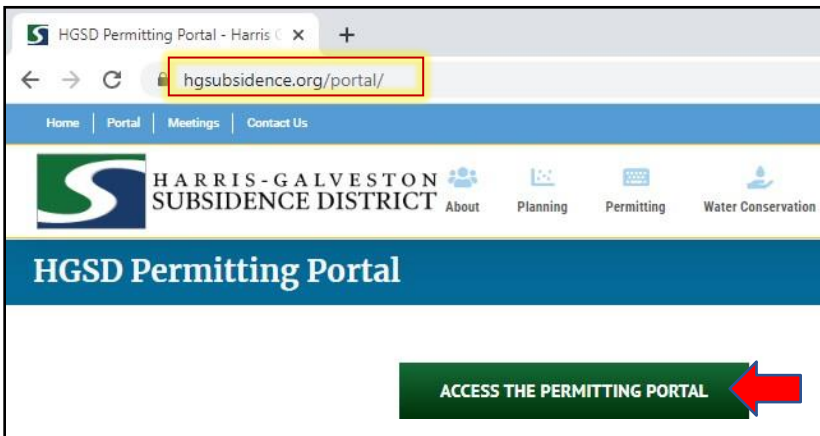 HGSD Permitting Portal - Harris
hgsubsidence.org/portal/
Home Portal Meetings Contact Us
HARRIS-GALVESTON
SUBSIDENCE DISTRICT
About Planning Permitting Water Conservation
HGSD Permitting Portal
ACCESS THE PERMITTING PORTAL